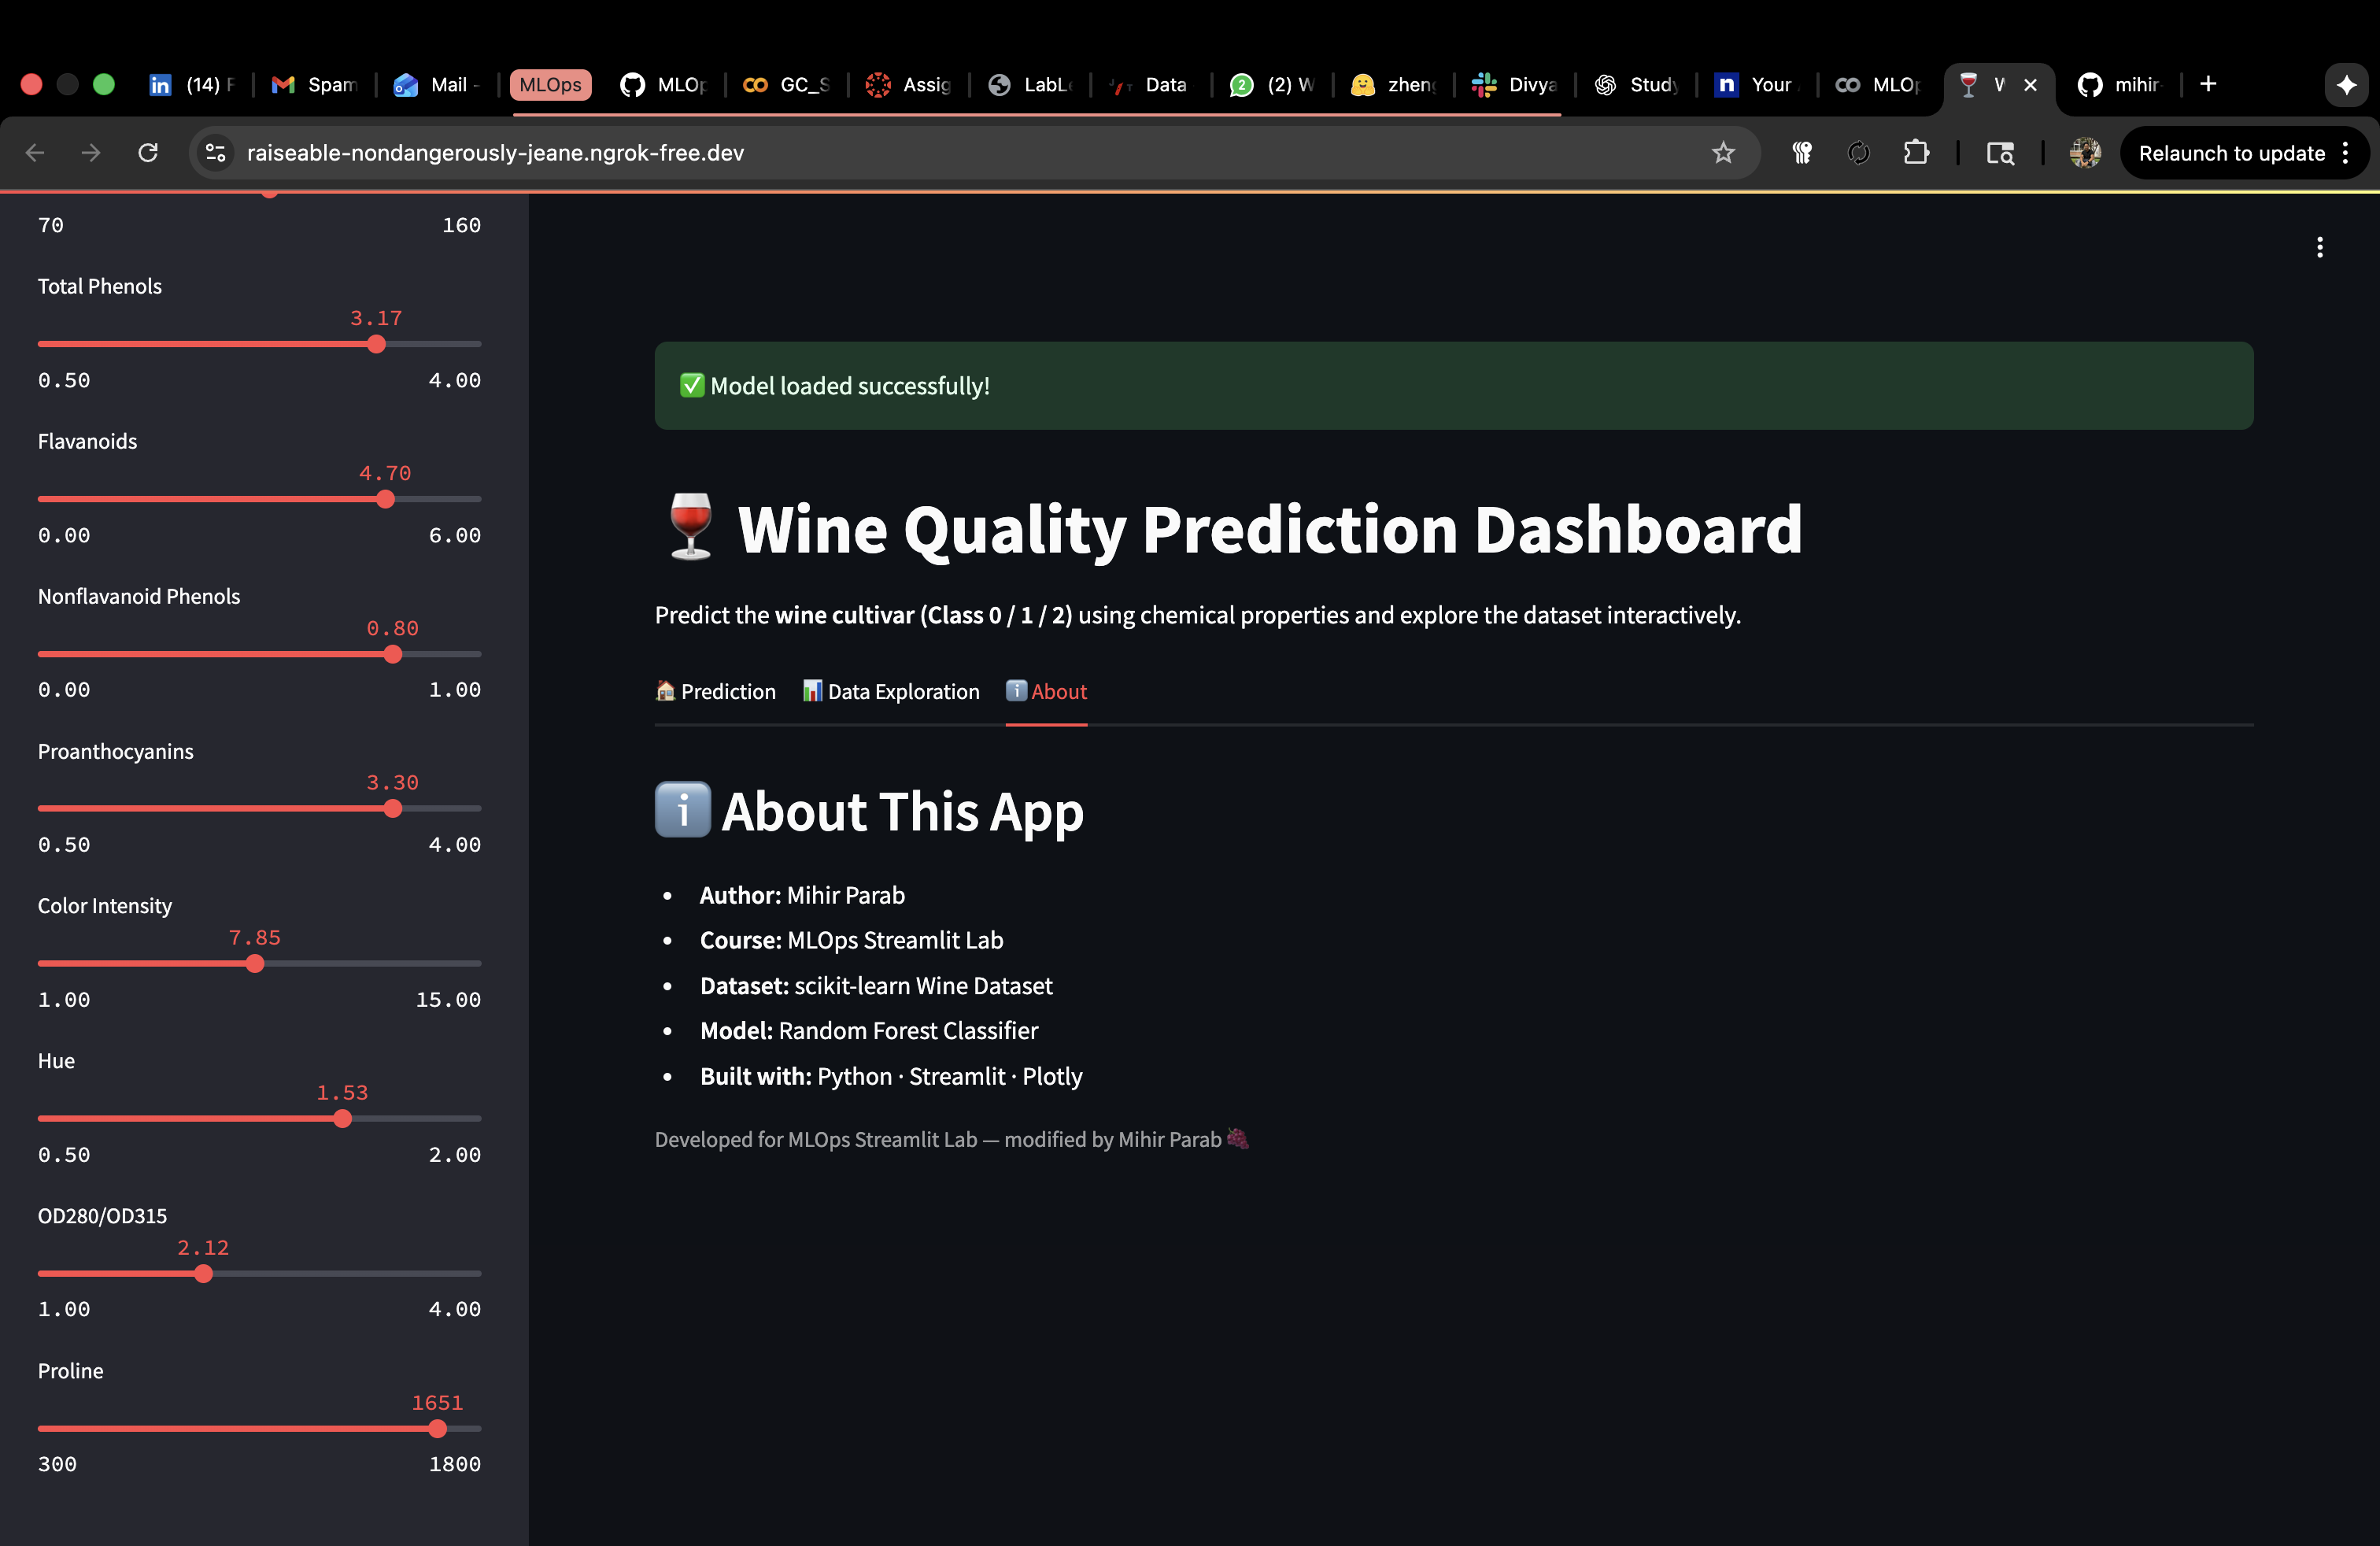 (14) F
Spam
Mail -
MLOps
MLOp
GC_S
Assig
LabLe
Data
(2) W
zheng
Divya
Study
Your
MLOp
W
mihir-
raiseable-nondangerously-jeane.ngrok-free.dev
Relaunch to update
70 160
Total Phenols
3.17
0.50 4.00
Flavanoids
4.70
0.00 6.00
Nonflavanoid Phenols
0.80
0.00 1.00
Proanthocyanins
3.30
0.50 4.00
Color Intensity
7.85
1.00 15.00
Hue
1.53
0.50 2.00
OD280/OD315
2.12
1.00 4.00
Proline
1651
300 1800
✅ Model loaded successfully!
🍷 Wine Quality Prediction Dashboard
Predict the wine cultivar (Class 0 / 1 / 2) using chemical properties and explore the dataset interactively.
🏠 Prediction 📊 Data Exploration ℹ️ About
ℹ️ About This App
• Author: Mihir Parab
• Course: MLOps Streamlit Lab
• Dataset: scikit-learn Wine Dataset
• Model: Random Forest Classifier
• Built with: Python · Streamlit · Plotly
Developed for MLOps Streamlit Lab — modified by Mihir Parab 🍇